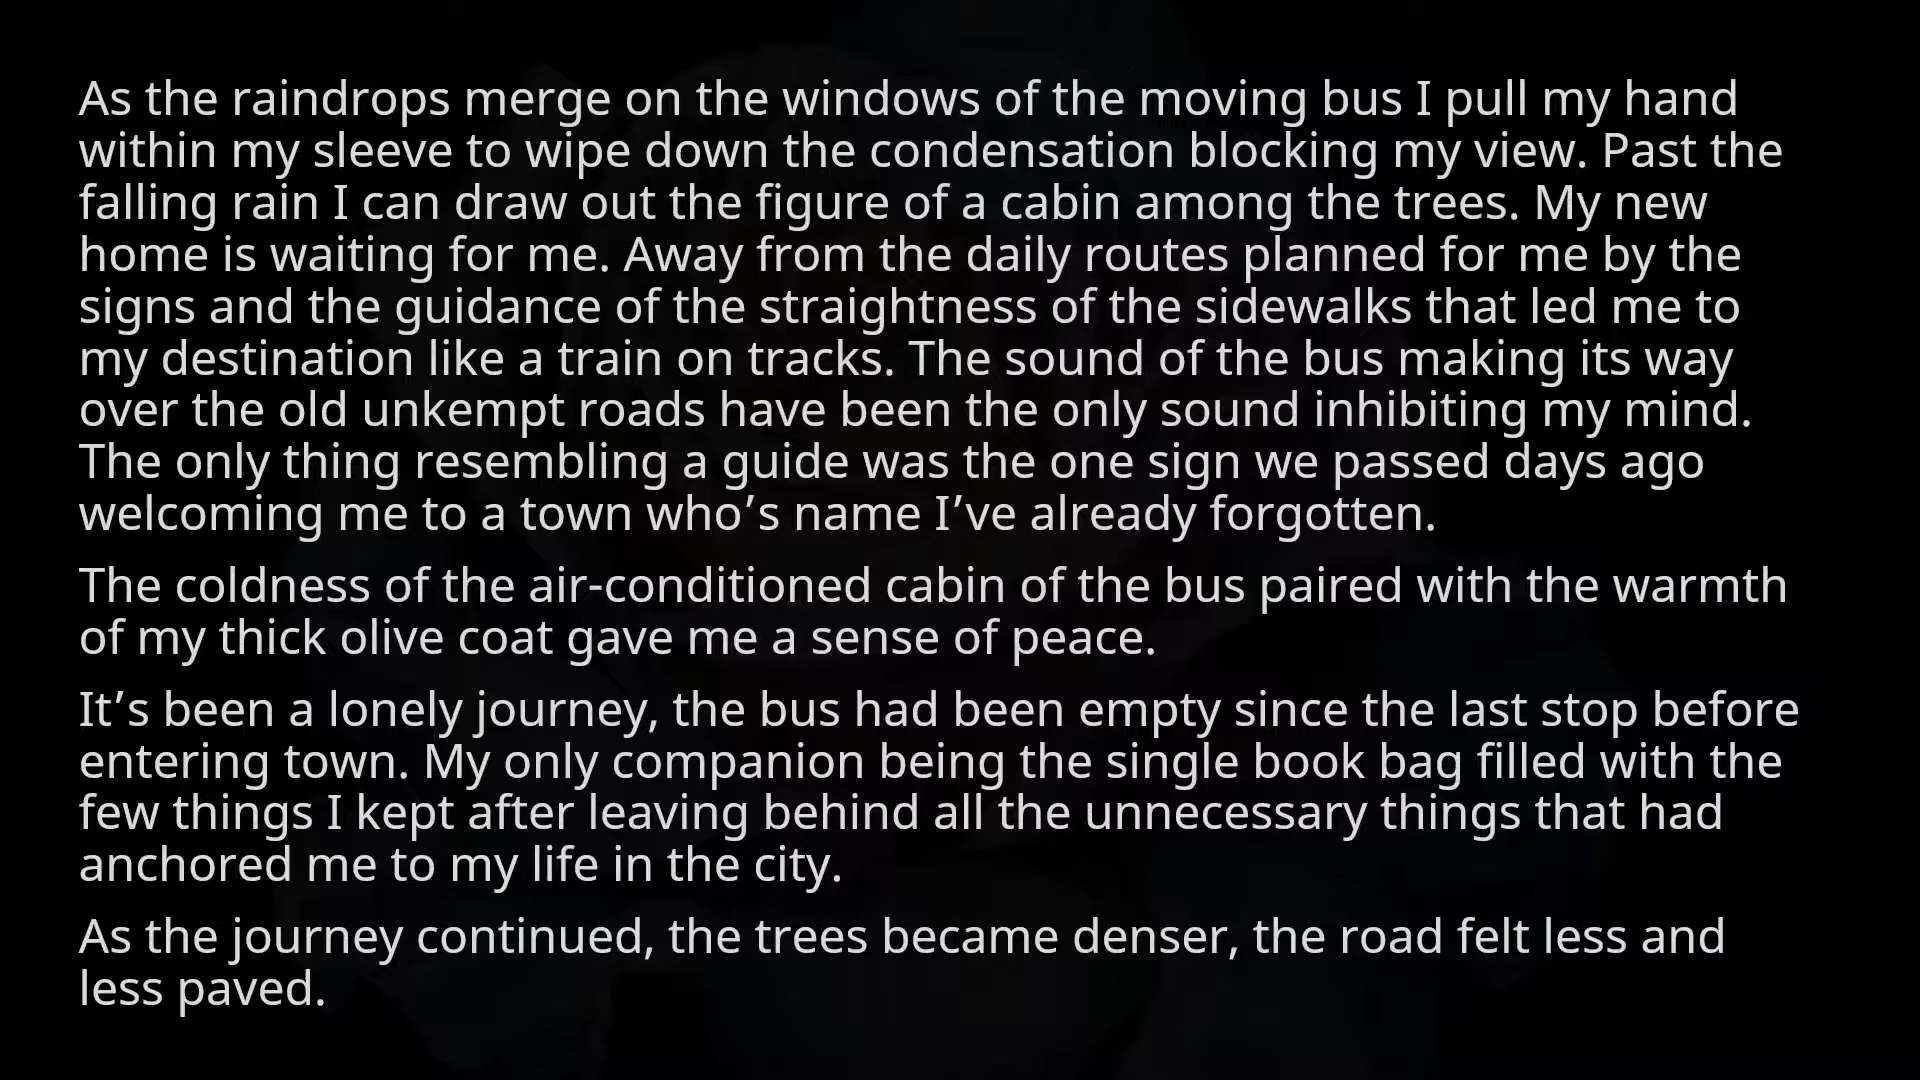 As the raindrops merge on the windows of the moving bus I pull my hand
within my sleeve to wipe down the condensation blocking my view. Past the
falling rain I can draw out the figure of a cabin among the trees. My new
home is waiting for me. Away from the daily routes planned for me by the
signs and the guidance of the straightness of the sidewalks that led me to
my destination like a train on tracks. The sound of the bus making its way
over the old unkempt roads have been the only sound inhibiting my mind.
The only thing resembling a guide was the one sign we passed days ago
welcoming me to a town who’s name I’ve already forgotten.
The coldness of the air-conditioned cabin of the bus paired with the warmth
of my thick olive coat gave me a sense of peace.
It’s been a lonely journey, the bus had been empty since the last stop before
entering town. My only companion being the single book bag filled with the
few things I kept after leaving behind all the unnecessary things that had
anchored me to my life in the city.
As the journey continued, the trees became denser, the road felt less and
less paved.